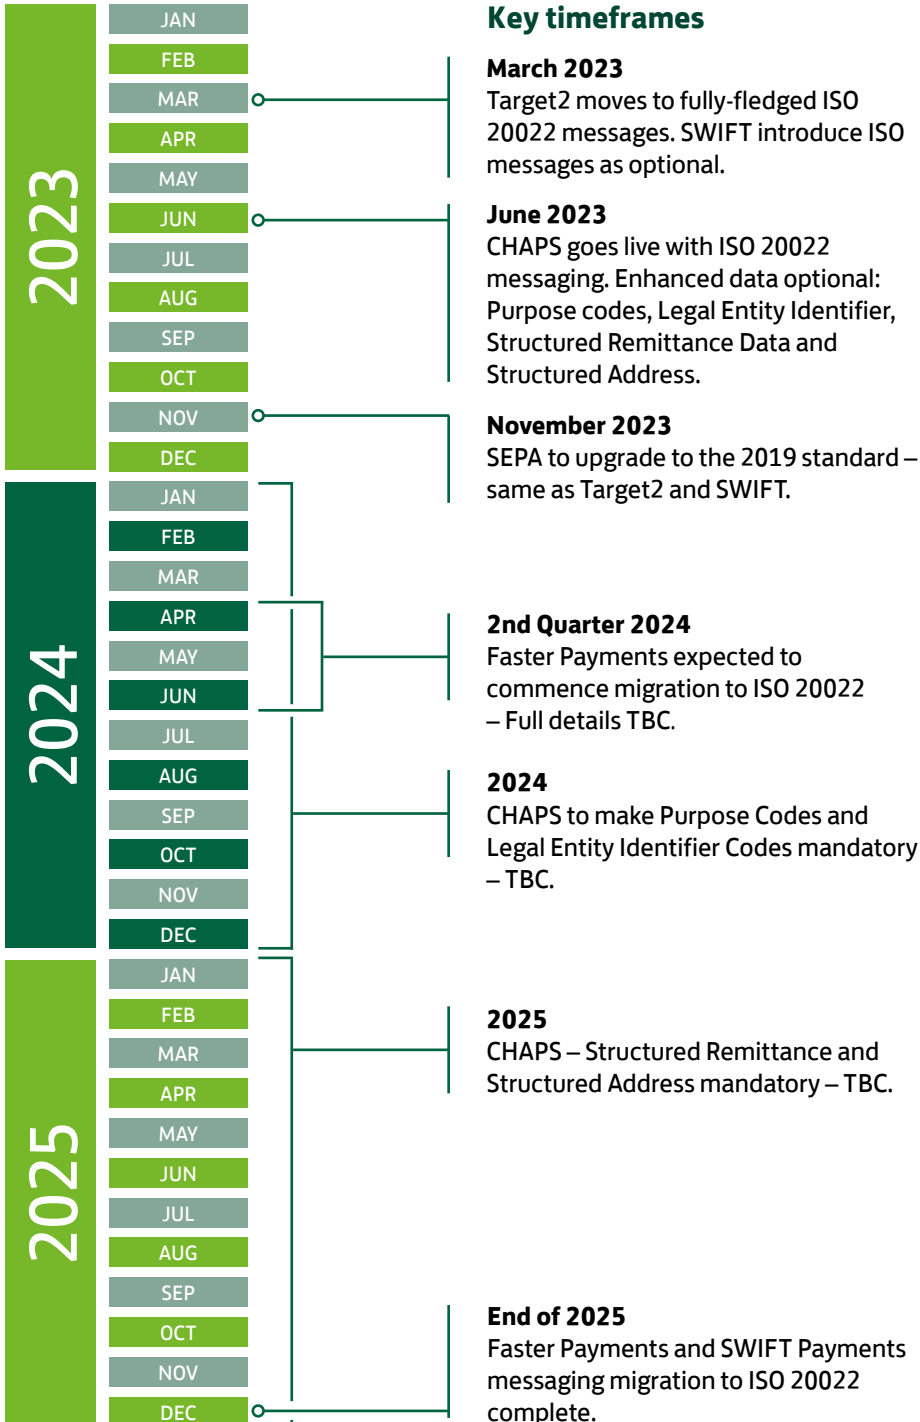 2023
JAN
FEB
MAR
APR
MAY
JUN
JUL
AUG
SEP
OCT
NOV
DEC
2024
JAN
FEB
MAR
APR
MAY
JUN
JUL
AUG
SEP
OCT
NOV
DEC
2025
JAN
FEB
MAR
APR
MAY
JUN
JUL
AUG
SEP
OCT
NOV
DEC
Key timeframes
March 2023
Target2 moves to fully-fledged ISO
20022 messages. SWIFT introduce ISO
messages as optional.
June 2023
CHAPS goes live with ISO 20022
messaging. Enhanced data optional:
Purpose codes, Legal Entity Identifier,
Structured Remittance Data and
Structured Address.
November 2023
SEPA to upgrade to the 2019 standard –
same as Target2 and SWIFT.
2nd Quarter 2024
Faster Payments expected to
commence migration to ISO 20022
– Full details TBC.
2024
CHAPS to make Purpose Codes and
Legal Entity Identifier Codes mandatory
– TBC.
2025
CHAPS – Structured Remittance and
Structured Address mandatory – TBC.
End of 2025
Faster Payments and SWIFT Payments
messaging migration to ISO 20022
complete.